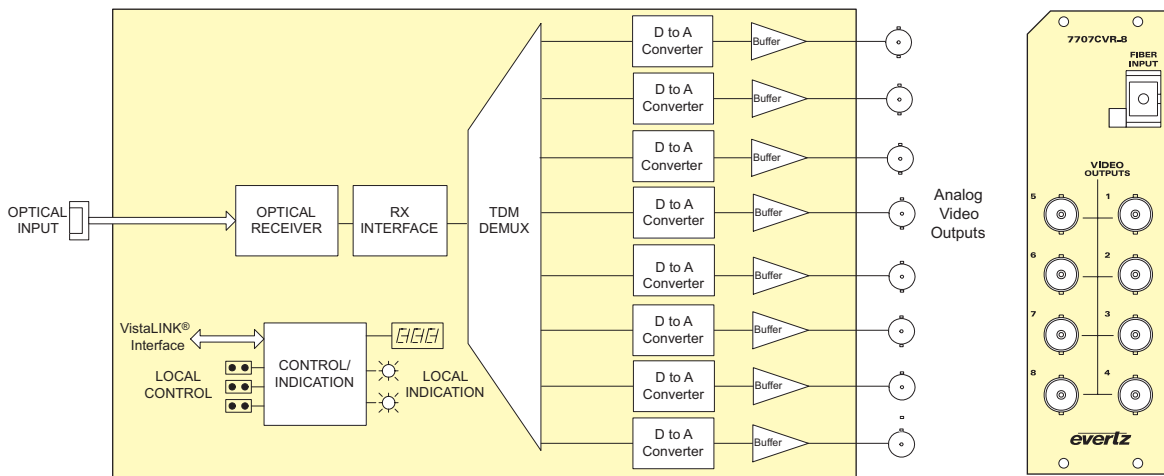 OPTICAL
INPUT
OPTICAL
RECEIVER
RX
INTERFACE
TDM
DEMUX
D to A
Converter
Buffer
D to A
Converter
Buffer
D to A
Converter
Buffer
D to A
Converter
Buffer
D to A
Converter
Buffer
D to A
Converter
Buffer
D to A
Converter
Buffer
D to A
Converter
Buffer
Analog
Video
Outputs
VistaLINK®
Interface
LOCAL
CONTROL
CONTROL/
INDICATION
LOCAL
INDICATION
7707CVR-8
FIBER
INPUT
VIDEO
OUTPUTS
5 1
6 2
7 3
8 4
evertz